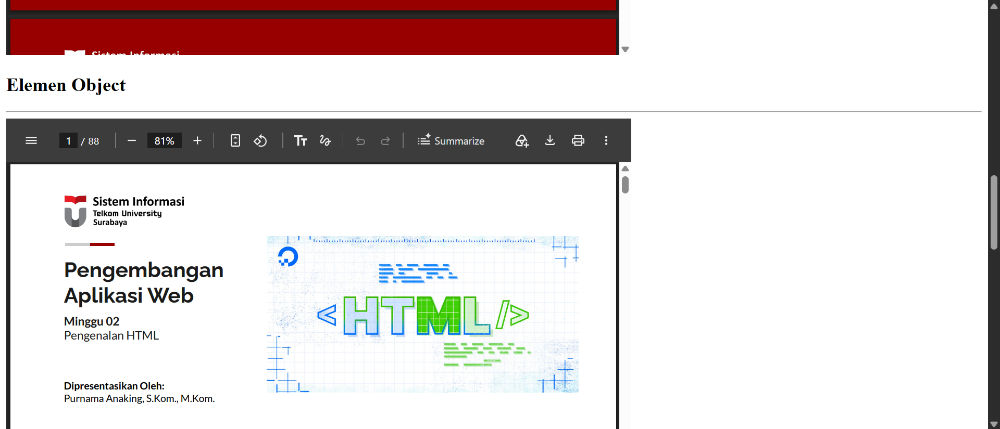 Sistem Informasi
Elemen Object
1 / 88
81%
Summarize
Sistem Informasi
Telkom University
Surabaya
Pengembangan
Aplikasi Web
Minggu 02
Pengenalan HTML
<HTML/>
Dipresentasikan Oleh:
Purnama Anaking, S.Kom., M.Kom.